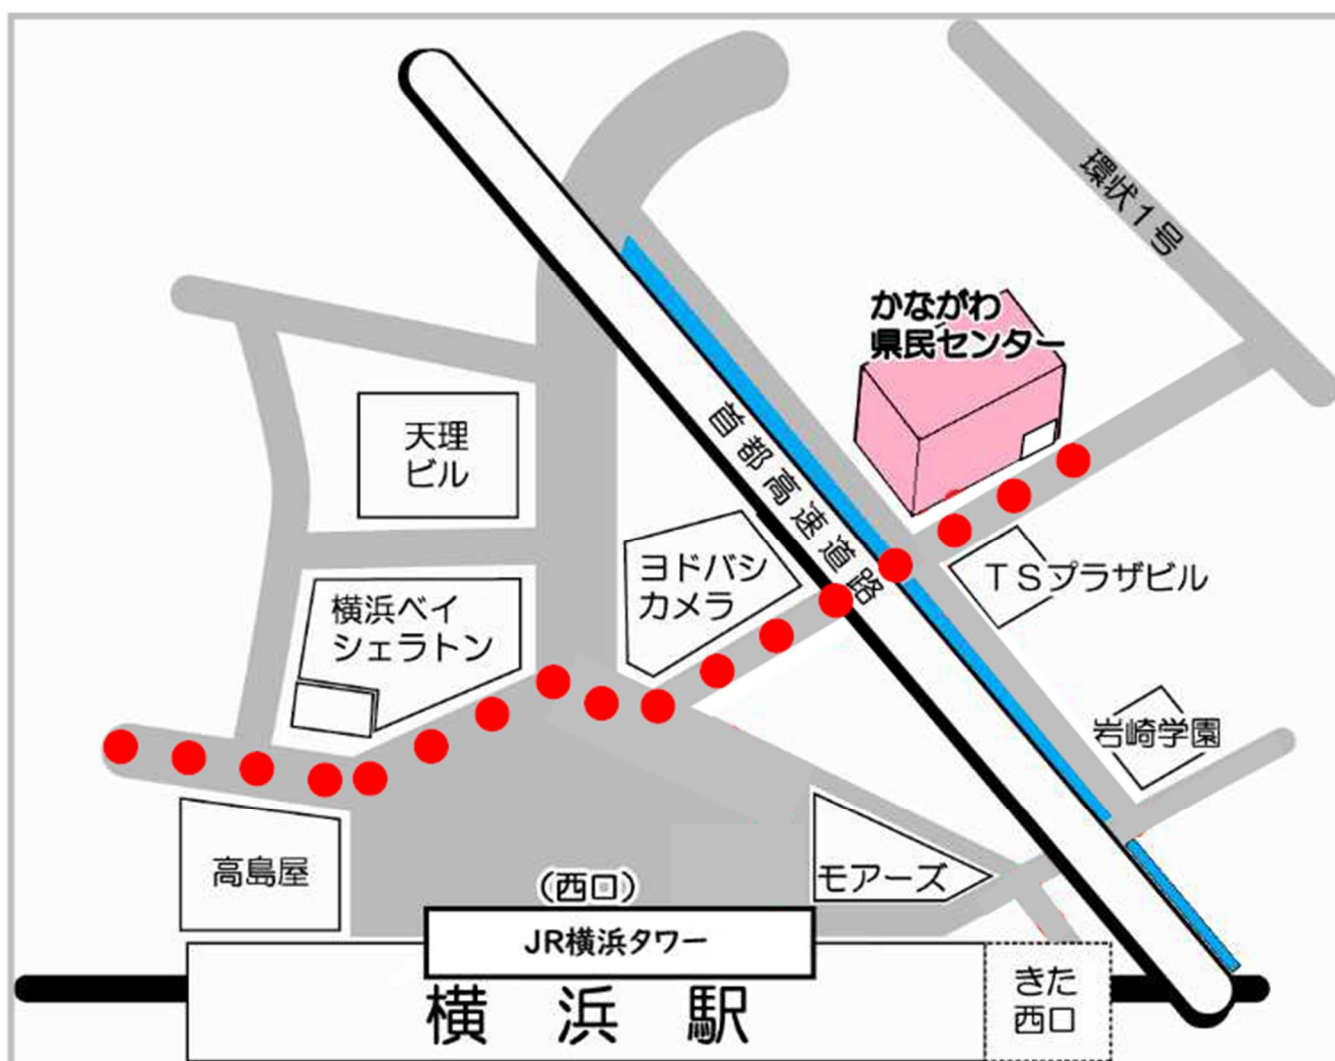 環状1号
かながわ
県民センター
首都高速道路
天理
ビル
ヨドバシ
カメラ
TSプラザビル
横浜ベイ
シェラトン
岩崎学園
高島屋
(西口)
モアーズ
JR横浜タワー
横浜駅
きた
西口